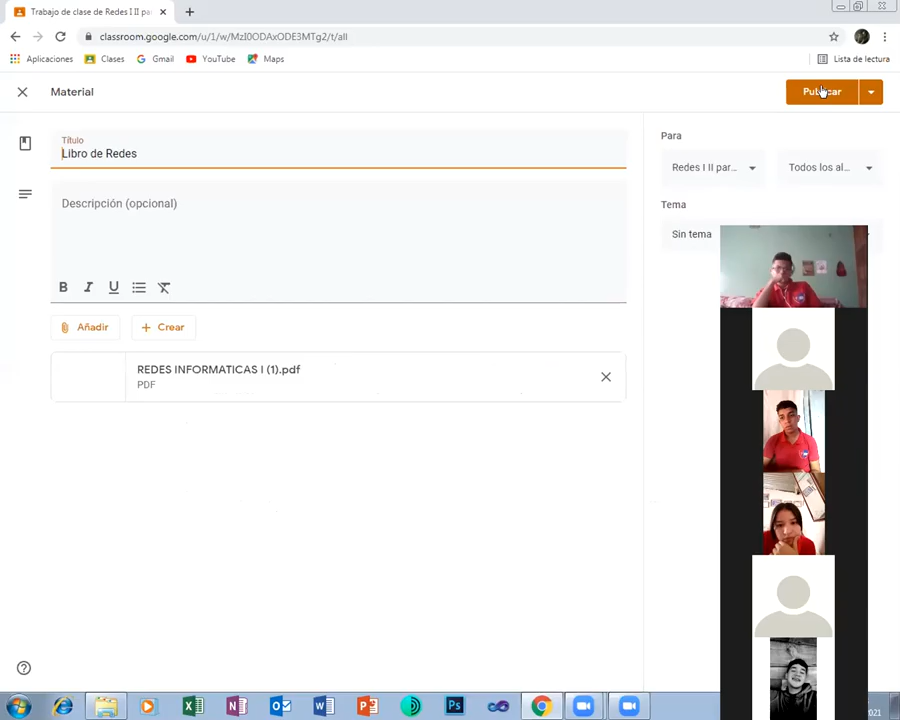 Trabajo de clase de Redes I II pa
classroom.google.com/u/1/w/MzI0ODAxODE3MTg2/t/all
Aplicaciones
Clases
Gmail
YouTube
Maps
Lista de lectura
Material
Publicar
Título
Libro de Redes
Descripción (opcional)
B I U
Añadir
Crear
REDES INFORMATICAS I (1).pdf
PDF
Para
Redes I II par...
Todos los al...
Tema
Sin tema
2021